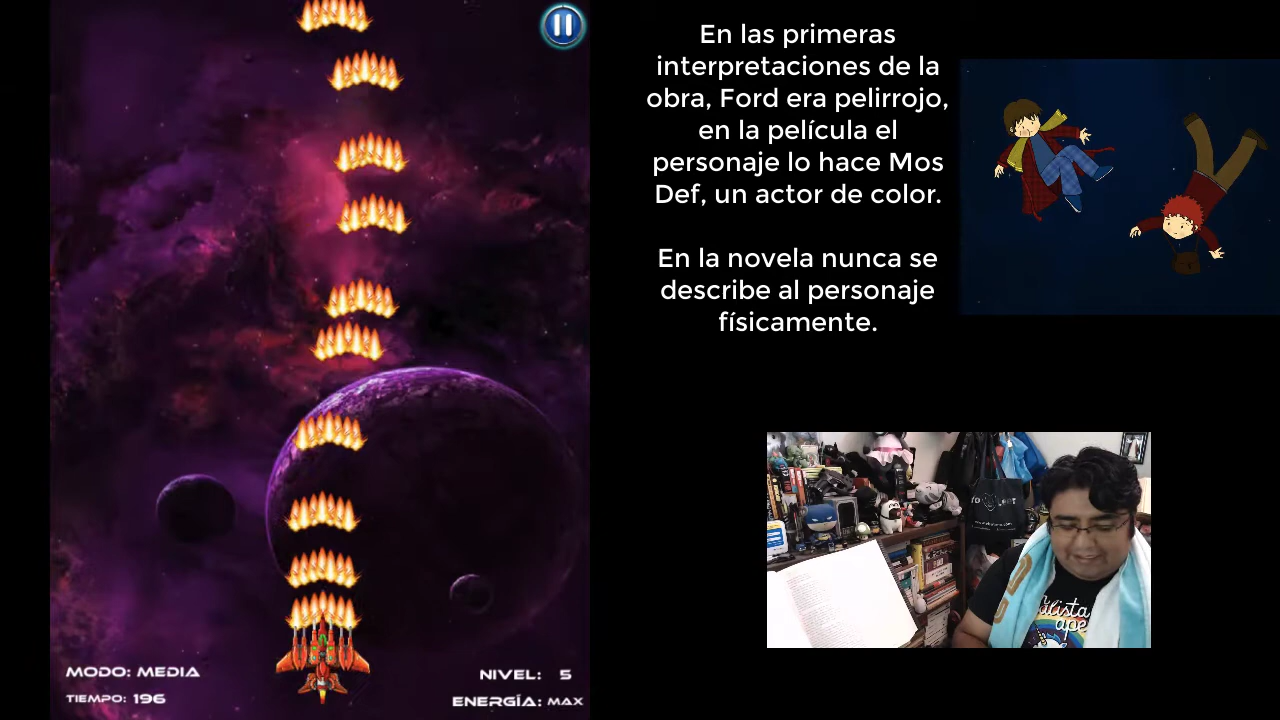 En las primeras
interpretaciones de la
obra, Ford era pelirrojo,
en la película el
personaje lo hace Mos
Def, un actor de color.
En la novela nunca se
describe al personaje
físicamente.
MODO: MEDIA
TIEMPO: 196
NIVEL: 5
ENERGÍA: MAX